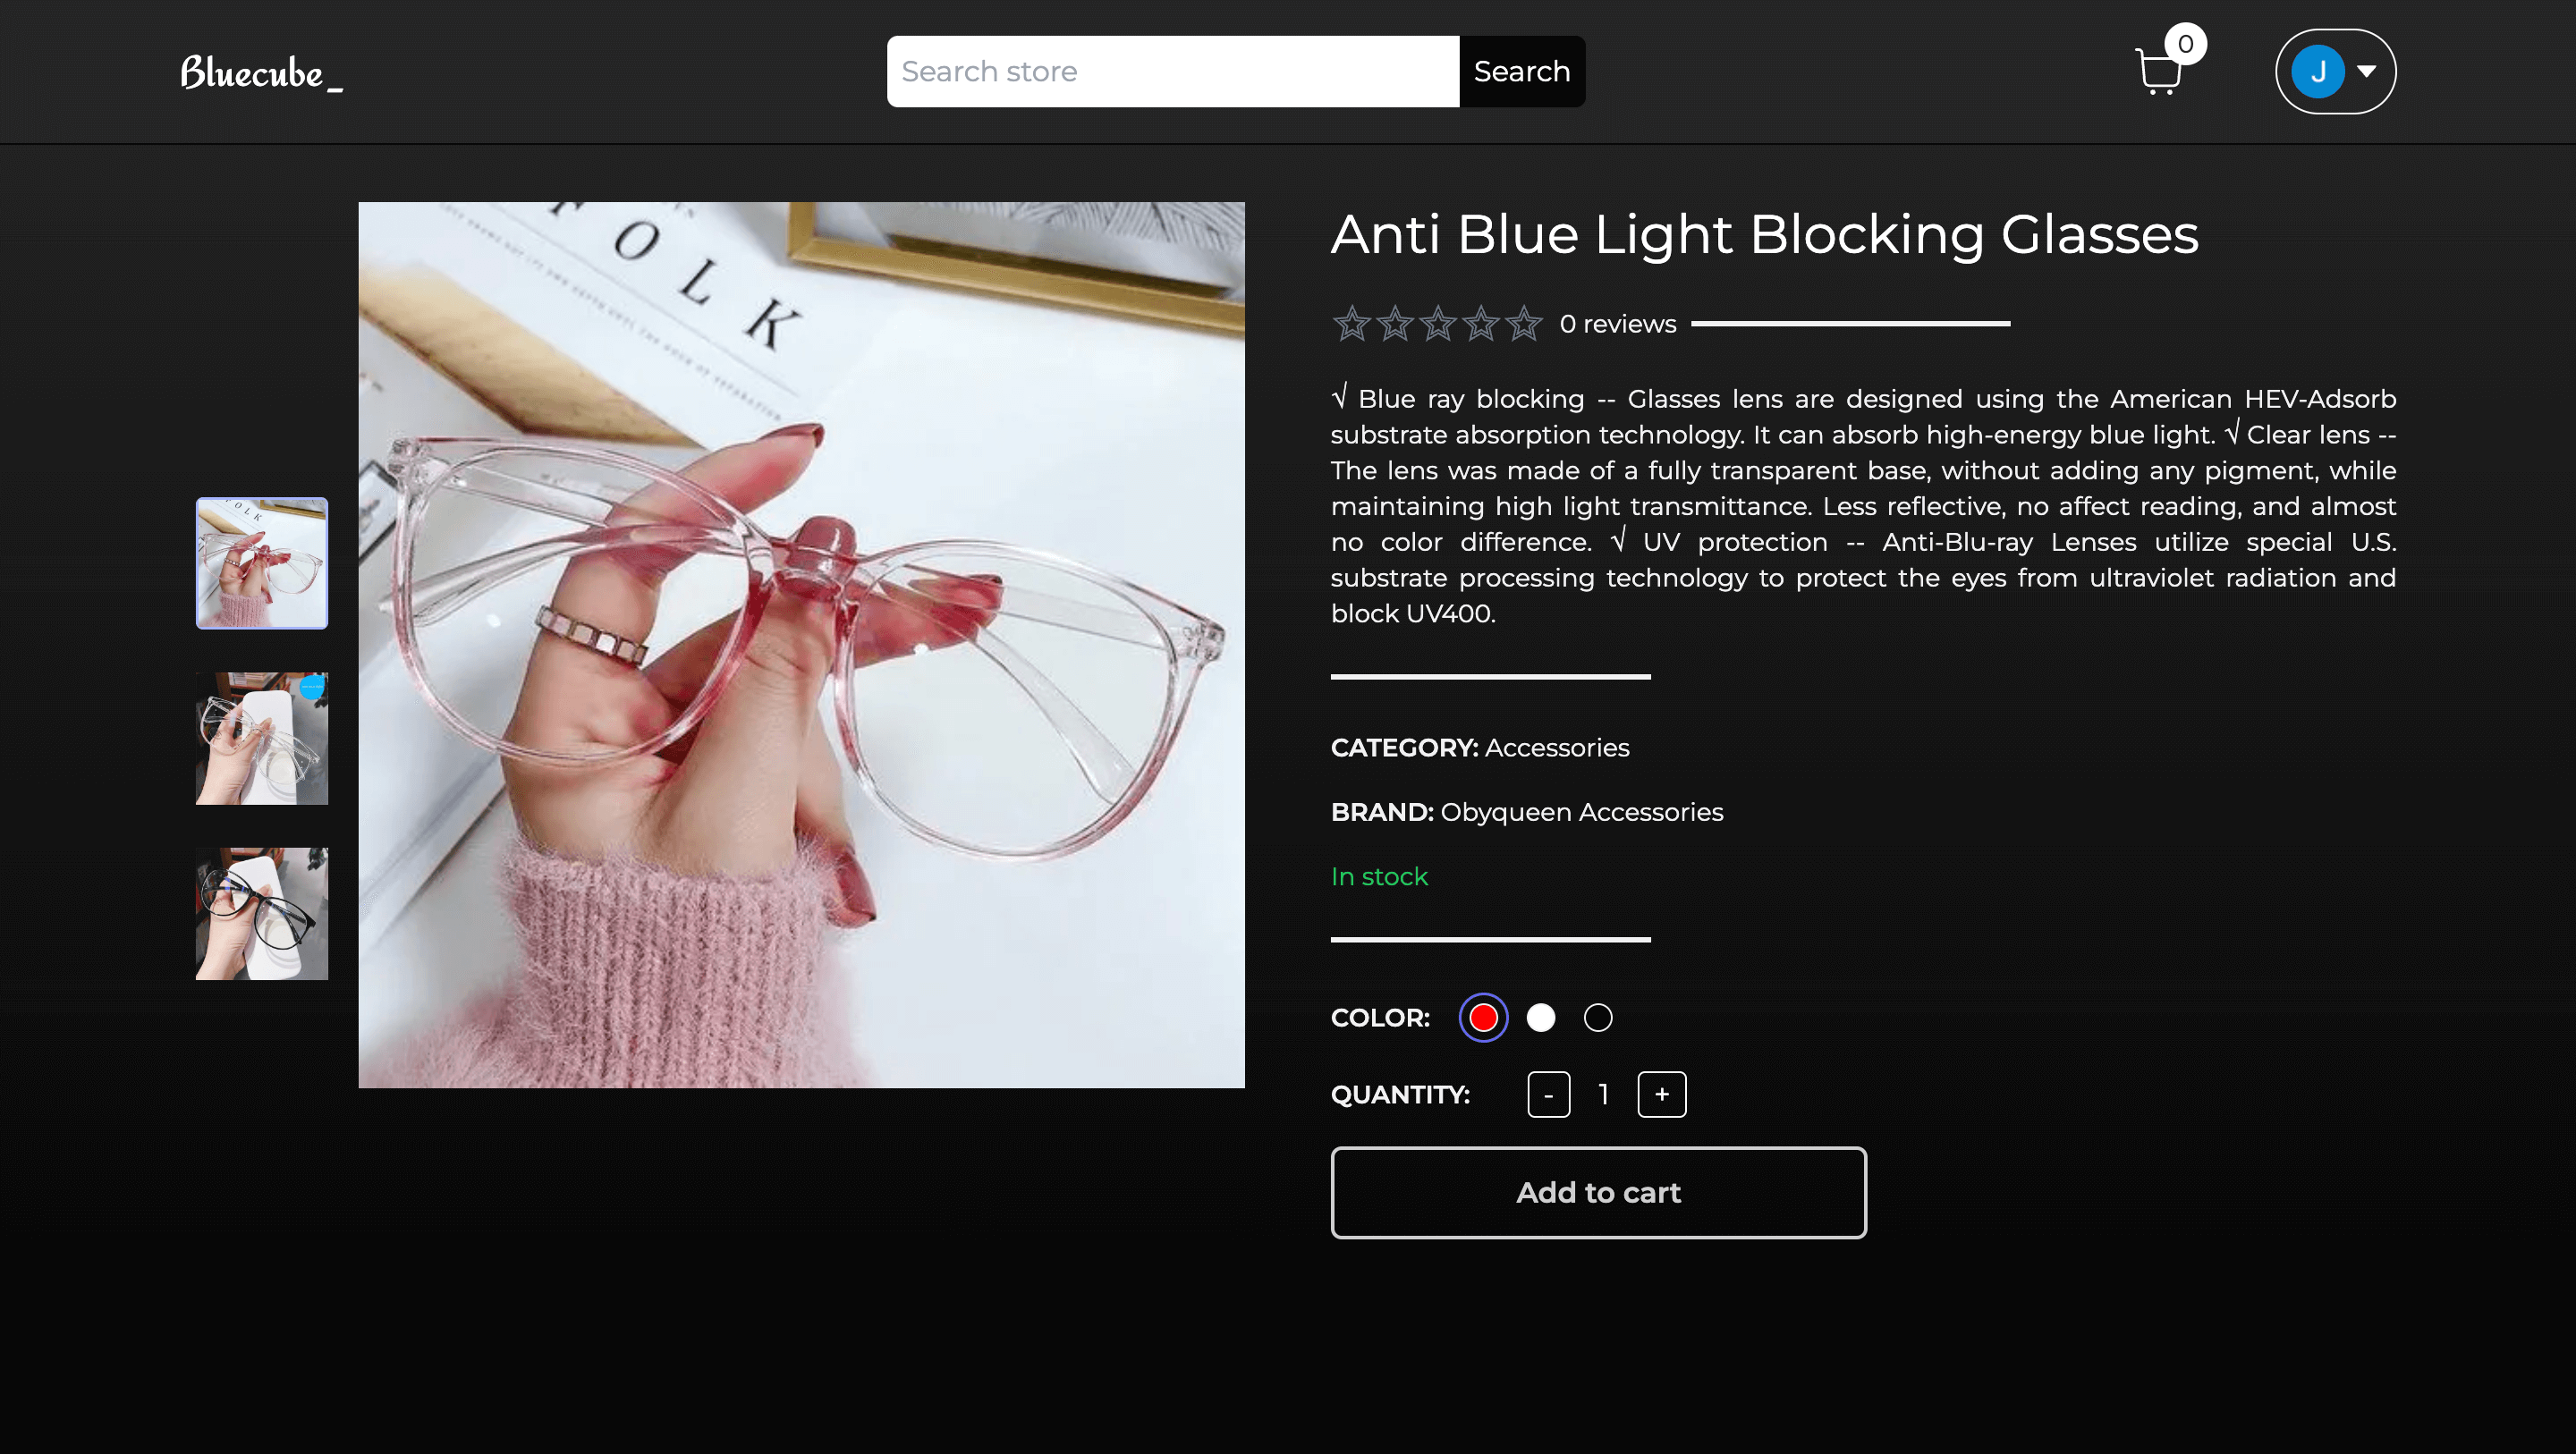 Bluecube_
Search store
Search
0
J
FOLK
Anti Blue Light Blocking Glasses
0 reviews
√ Blue ray blocking -- Glasses lens are designed using the American HEV-Adsorb
substrate absorption technology. It can absorb high-energy blue light. √ Clear lens --
The lens was made of a fully transparent base, without adding any pigment, while
maintaining high light transmittance. Less reflective, no affect reading, and almost
no color difference. √ UV protection -- Anti-Blu-ray Lenses utilize special U.S.
substrate processing technology to protect the eyes from ultraviolet radiation and
block UV400.
CATEGORY: Accessories
BRAND: Obyqueen Accessories
In stock
COLOR:
QUANTITY: - 1 +
Add to cart